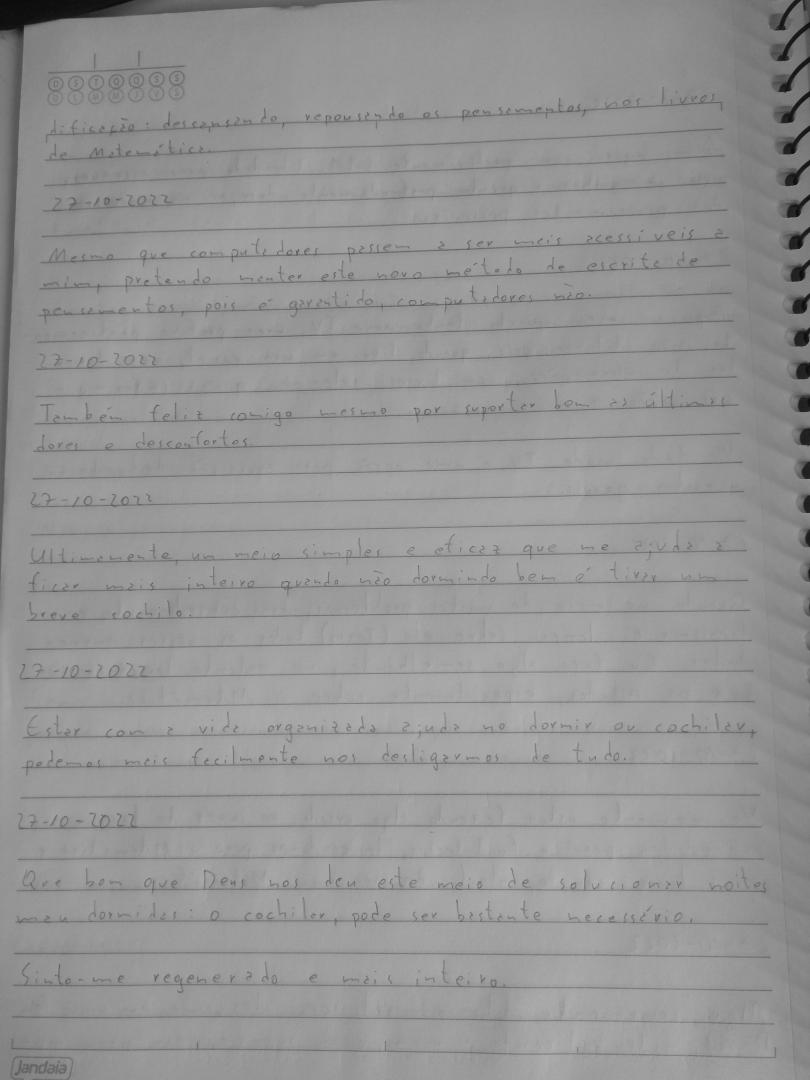 D S T Q Q S S
D L M M J V S
dificação: descansando, repousando os pensamentos, nos livros
de Matemática.
27-10-2022
Mesmo que computadores passem a ser mais acessíveis a
mim, pretendo manter este novo método de escrita de
pensamentos, pois é garantido, computadores não.
27-10-2022
Também feliz comigo mesmo por suportar bem as últimas
dores e desconfortos.
27-10-2022
Ultimamente, um meio simples e eficaz que me ajuda a
ficar mais inteiro quando não dormindo bem é tirar um
breve cochilo.
27-10-2022
Estar com a vida organizada ajuda no dormir ou cochilar,
podemos mais facilmente nos desligarmos de tudo.
27-10-2022
Que bom que Deus nos deu este meio de solucionar noites
mau dormidas: o cochilar, pode ser bastante necessário.
Sinto-me regenerado e mais inteiro.
Jandaia